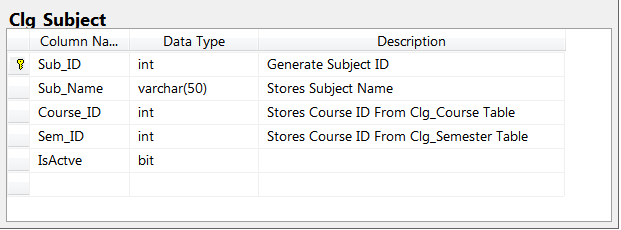 Clg_Subject
Column Na... Data Type Description
Sub_ID int Generate Subject ID
Sub_Name varchar(50) Stores Subject Name
Course_ID int Stores Course ID From Clg_Course Table
Sem_ID int Stores Course ID From Clg_Semester Table
IsActve bit